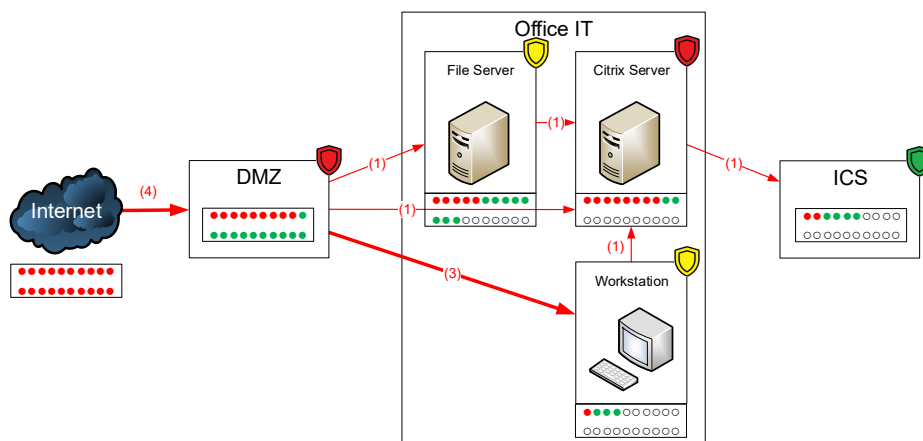 Office IT
File Server
Citrix Server
(1)
(1)
(1)
(4)
DMZ
ICS
Internet
(1)
(1)
(3)
Workstation